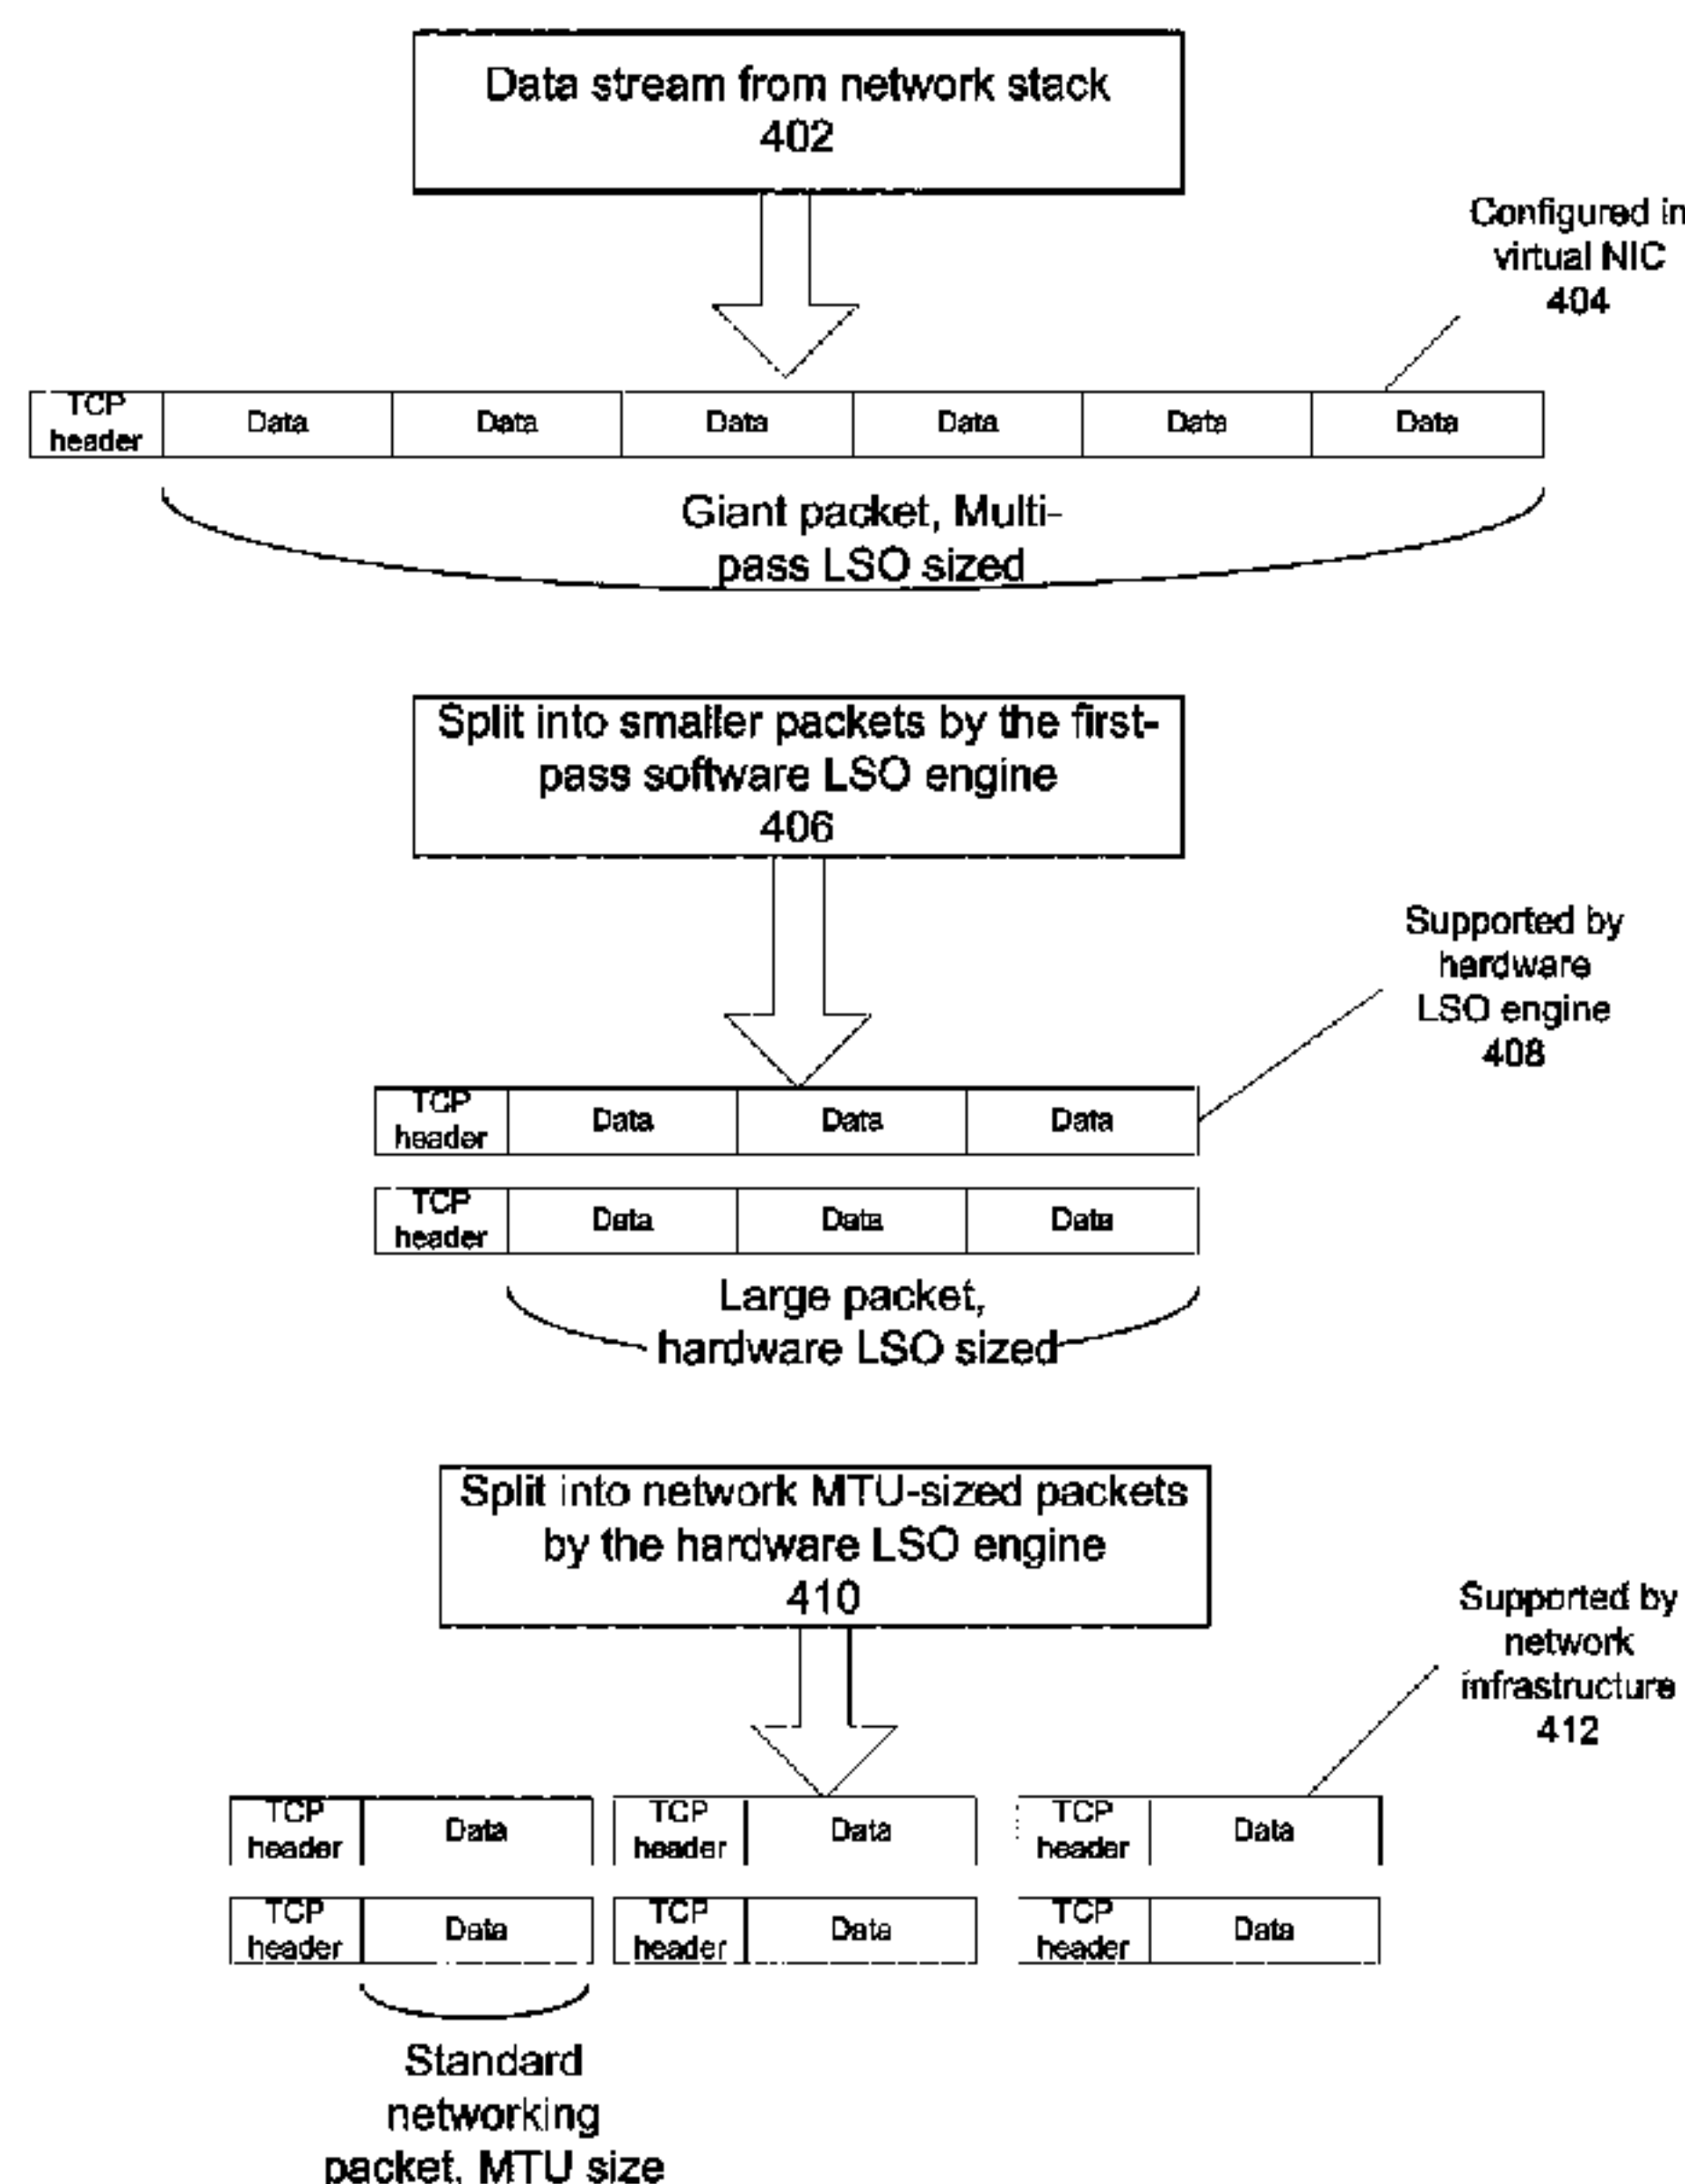 Data stream from network stack
402
Configured in
virtual NIC
404
TCP
header
Data
Data
Data
Data
Data
Data
Giant packet, Multi-
pass LSO sized
Split into smaller packets by the first-
pass software LSO engine
406
Supported by
hardware
LSO engine
408
TCP
header
Data
Data
Data
TCP
header
Data
Data
Data
Large packet,
hardware LSO sized
Split into network MTU-sized packets
by the hardware LSO engine
410
Supported by
network
infrastructure
412
TCP
header
Data
TCP
header
Data
TCP
header
Data
TCP
header
Data
TCP
header
Data
TCP
header
Data
Standard
networking
packet, MTU size